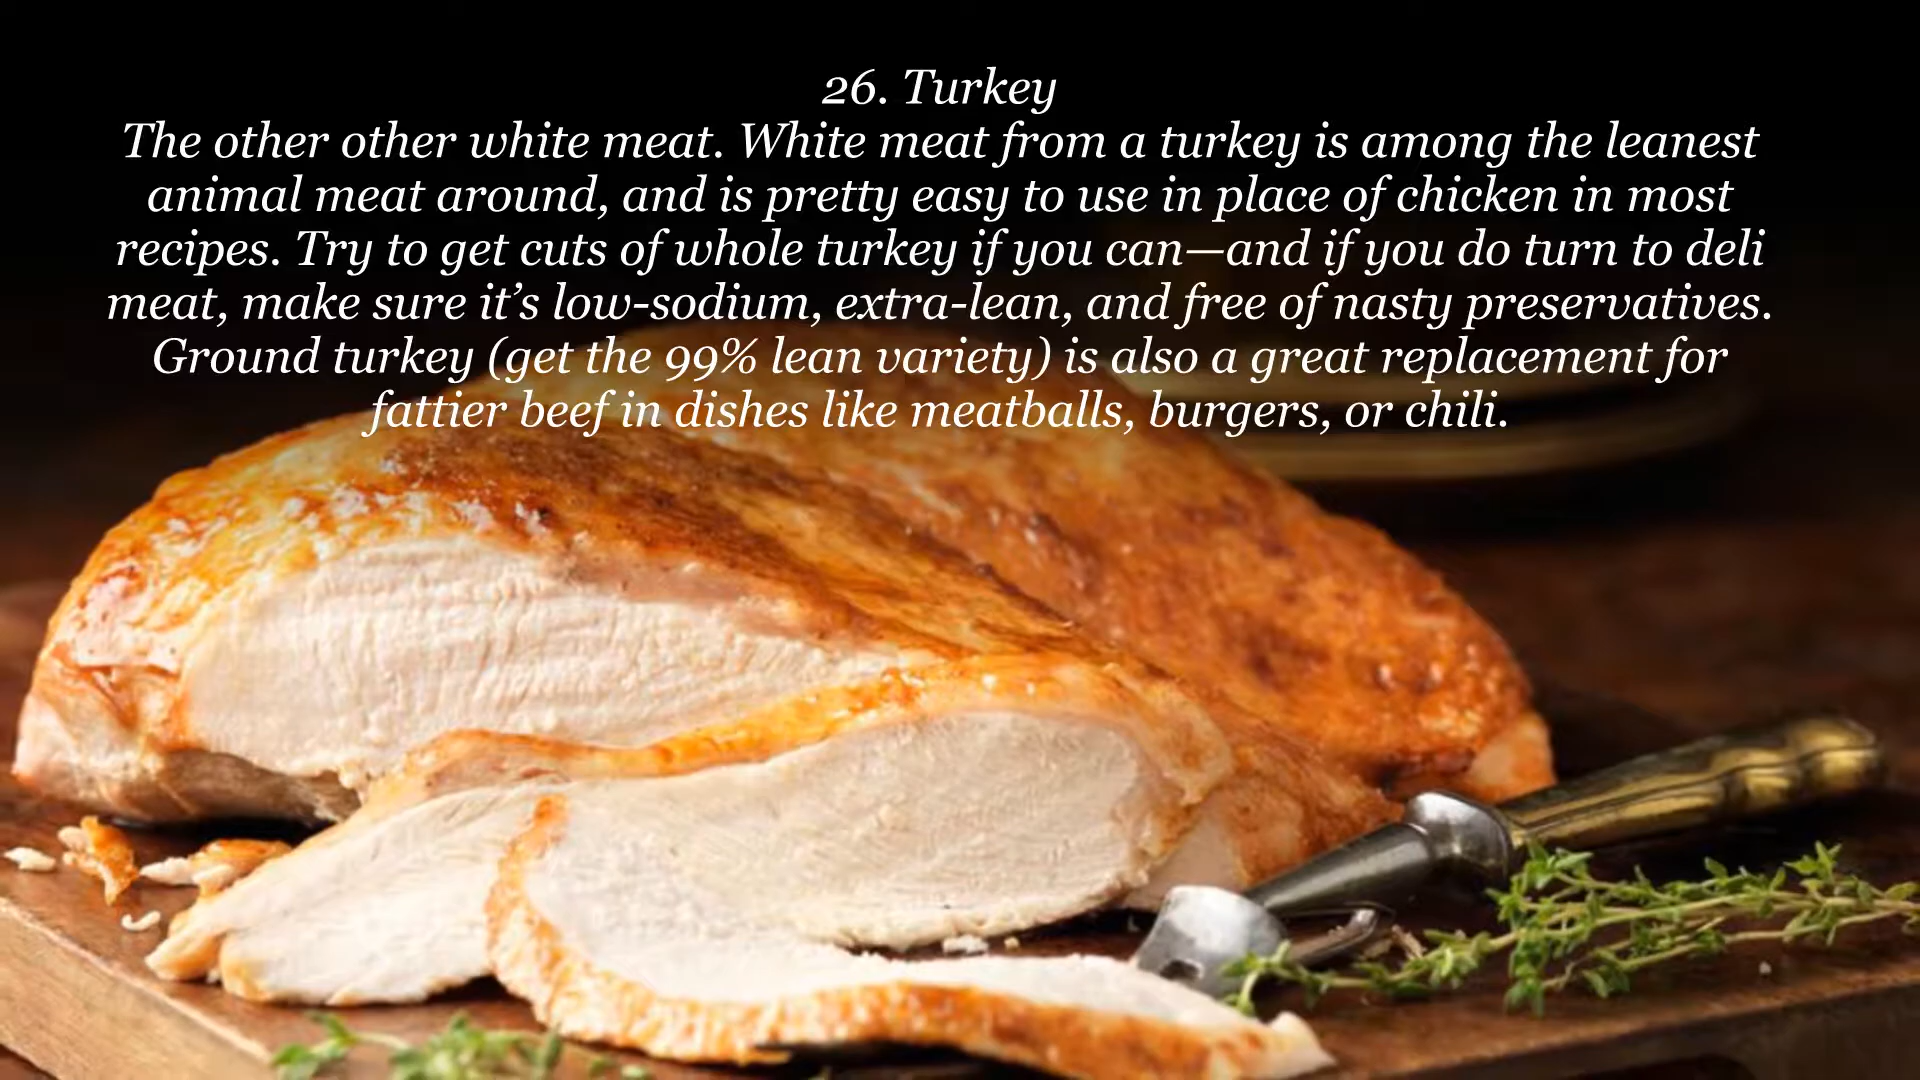 26. Turkey
The other other white meat. White meat from a turkey is among the leanest
animal meat around, and is pretty easy to use in place of chicken in most
recipes. Try to get cuts of whole turkey if you can—and if you do turn to deli
meat, make sure it’s low-sodium, extra-lean, and free of nasty preservatives.
Ground turkey (get the 99% lean variety) is also a great replacement for
fattier beef in dishes like meatballs, burgers, or chili.